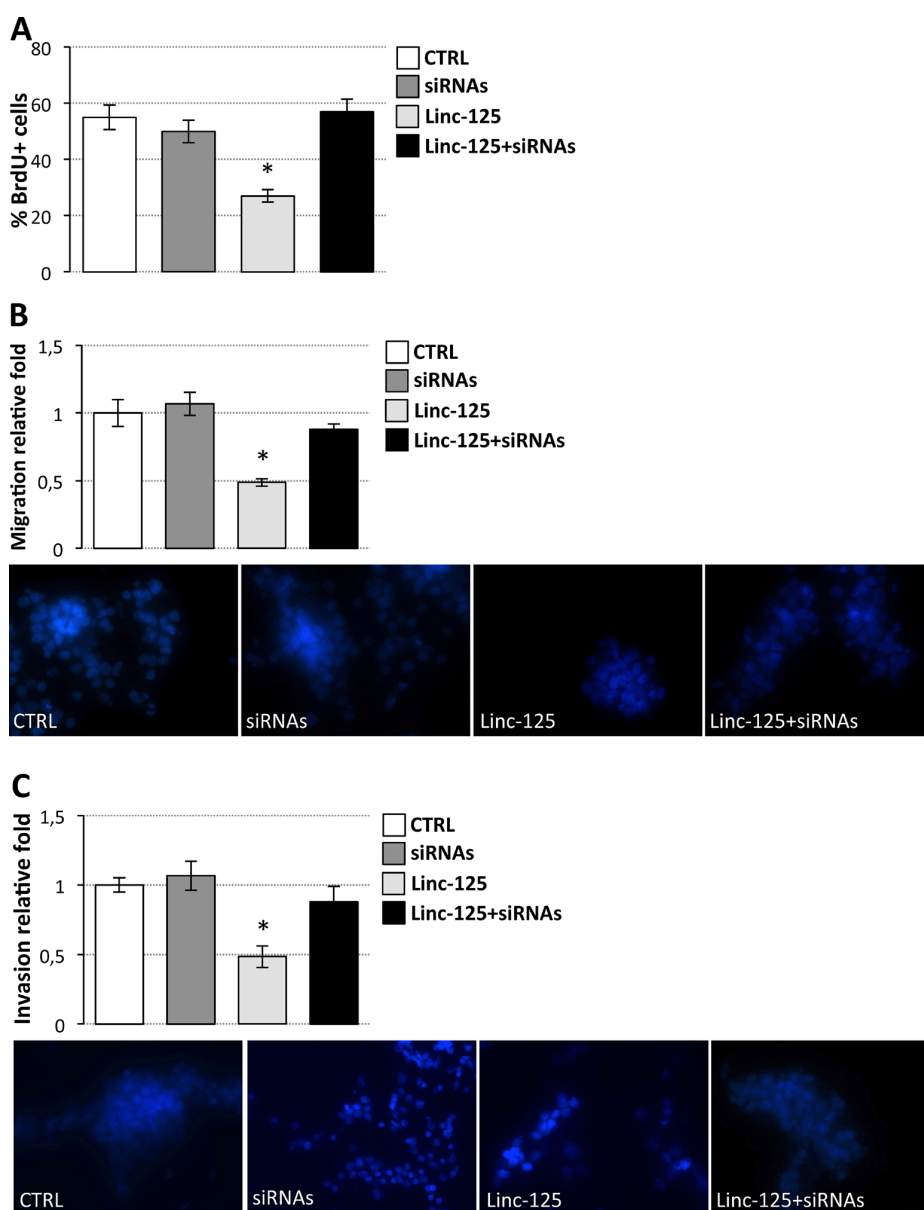 A
80
60
40
20
0
% BrdU+ cells
*
CTRL
siRNAs
Linc-125
Linc-125+siRNAs
B
1,5
1
0,5
0
Migration relative fold
*
CTRL
siRNAs
Linc-125
Linc-125+siRNAs
CTRL
siRNAs
Linc-125
Linc-125+siRNAs
C
1,5
1
0,5
0
Invasion relative fold
*
CTRL
siRNAs
Linc-125
Linc-125+siRNAs
CTRL
siRNAs
Linc-125
Linc-125+siRNAs